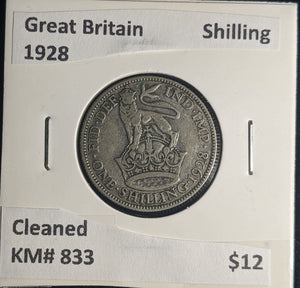 Great Britain Shilling
1928
·FID·DEF IND·IMP·
·ONE·SHILLING·1928
Cleaned
KM# 833 $12